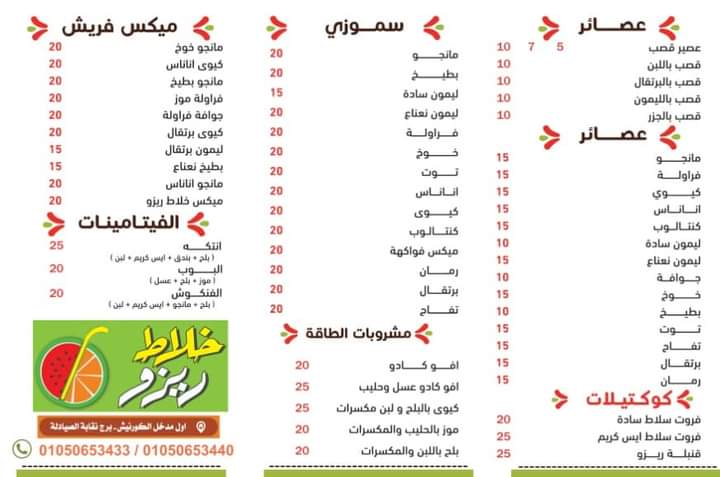 عصائر
عصير قصب 5 7 10
قصب باللبن 10
قصب بالبرتقال 10
قصب بالليمون 10
قصب بالجزر 10
عصائر
مانجو 15
فراولة 15
كيوي 15
اناناس 15
كنتالوب 15
ليمون سادة 10
ليمون نعناع 15
جوافة 10
خوخ 15
بطيخ 10
توت 15
تفاح 15
برتقال 15
رمان 15
كوكتيلات
فروت سلاط سادة 20
فروت سلاط ايس كريم 25
قنبلة ريزو 25
سموزي
مانجو 20
بطيخ 20
ليمون سادة 15
ليمون نعناع 20
فراولة 20
خوخ 20
توت 20
اناناس 20
كيوى 20
كنتالوب 20
ميكس فواكهة 20
رمان 20
برتقال 20
تفاح 20
مشروبات الطاقة
افو كادو 20
افو كادو عسل وحليب 25
كيوى بالبلح و لبن مكسرات 25
موز بالحليب والمكسرات 20
بلح باللبن والمكسرات 20
ميكس فريش
مانجو خوخ 20
كيوى اناناس 20
مانجو بطيخ 20
فراولة موز 20
جوافة فراولة 20
كيوى برتقال 20
ليمون برتقال 15
بطيخ نعناع 15
مانجو اناناس 20
ميكس خلاط ريزو 20
الفيتامينات
انتكه 25
( بلح + بندق + ايس كريم + لبن )
البوب 20
( موز + بلح + عسل )
الفنكوش 20
( بلح + مانجو + ايس كريم + لبن )
خلاط
ريزو
اول مدخل الكورنيش - برج نقابة الصيادلة
01050653433 / 01050653440